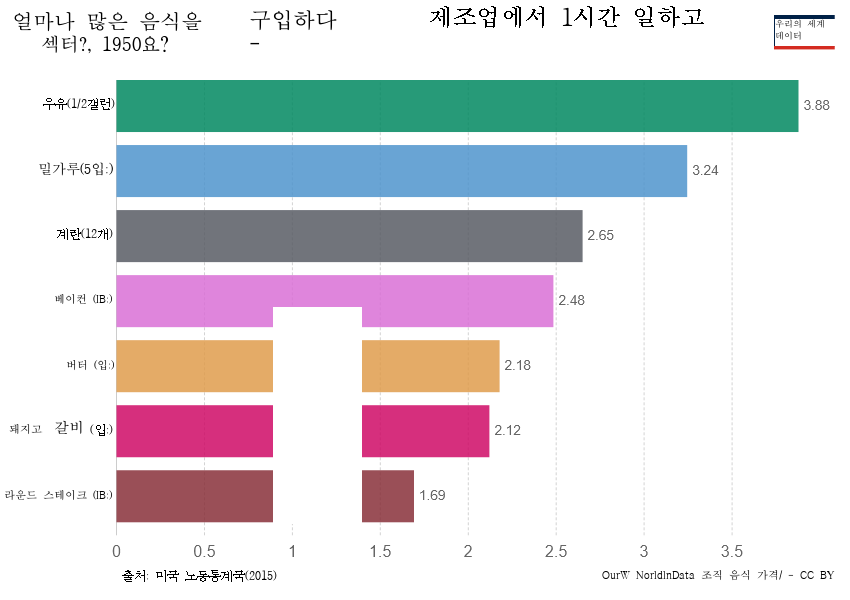 얼마나 많은 음식을 구입하다 제조업에서 1시간 일하고
섹터?, 1950요? –
우리의 세계
데이터
우유(1/2갤런) 3.88
밀가루(5입:) 3.24
계란(12개) 2.65
베이컨 (IB:) 2.48
버터 (입:) 2.18
돼지고 갈비 (입:) 2.12
라운드 스테이크 (IB:) 1.69
0 0.5 1 1.5 2 2.5 3 3.5
출처: 미국 노동통계국(2015) OurW NorldInData 조직 음식 가격/ - CC BY